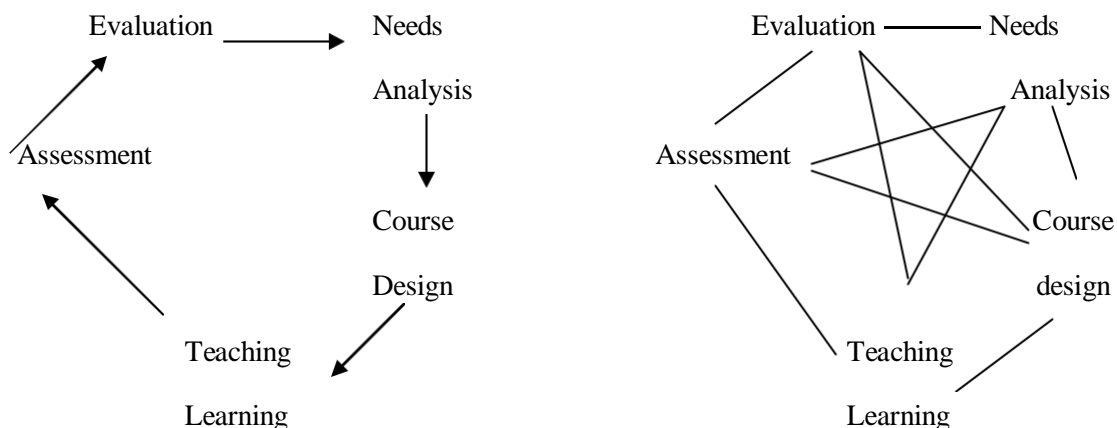 Evaluation
Needs
Analysis
Assessment
Course
Design
Teaching
Learning
Evaluation
Needs
Analysis
Assessment
Course
design
Teaching
Learning